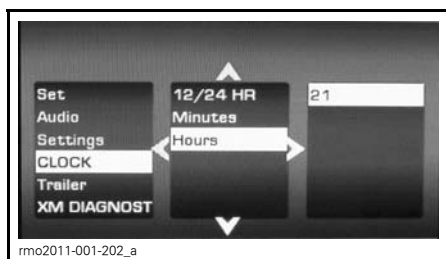 Set
Audio
Settings
CLOCK
Trailer
XM DIAGNOST
12/24 HR
Minutes
Hours
21
rmo2011-001-202_a